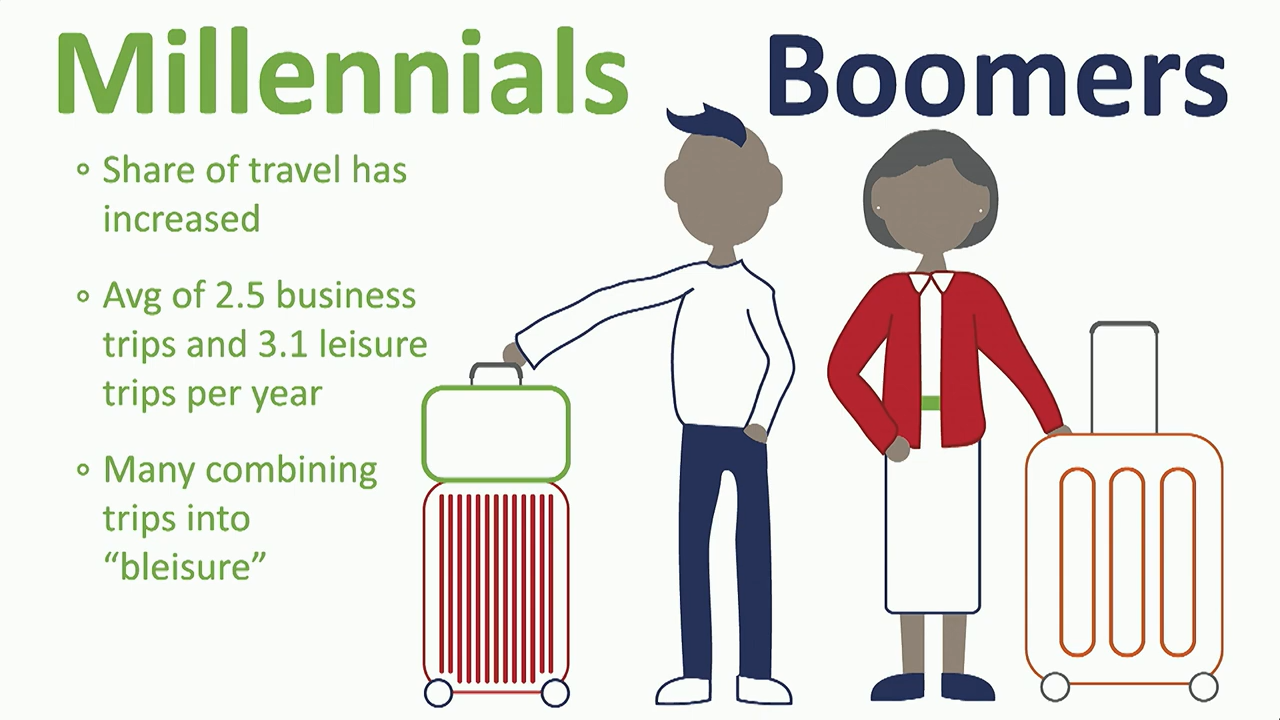 Millennials
Boomers
Share of travel has
increased
Avg of 2.5 business
trips and 3.1 leisure
trips per year
Many combining
trips into
“bleisure”